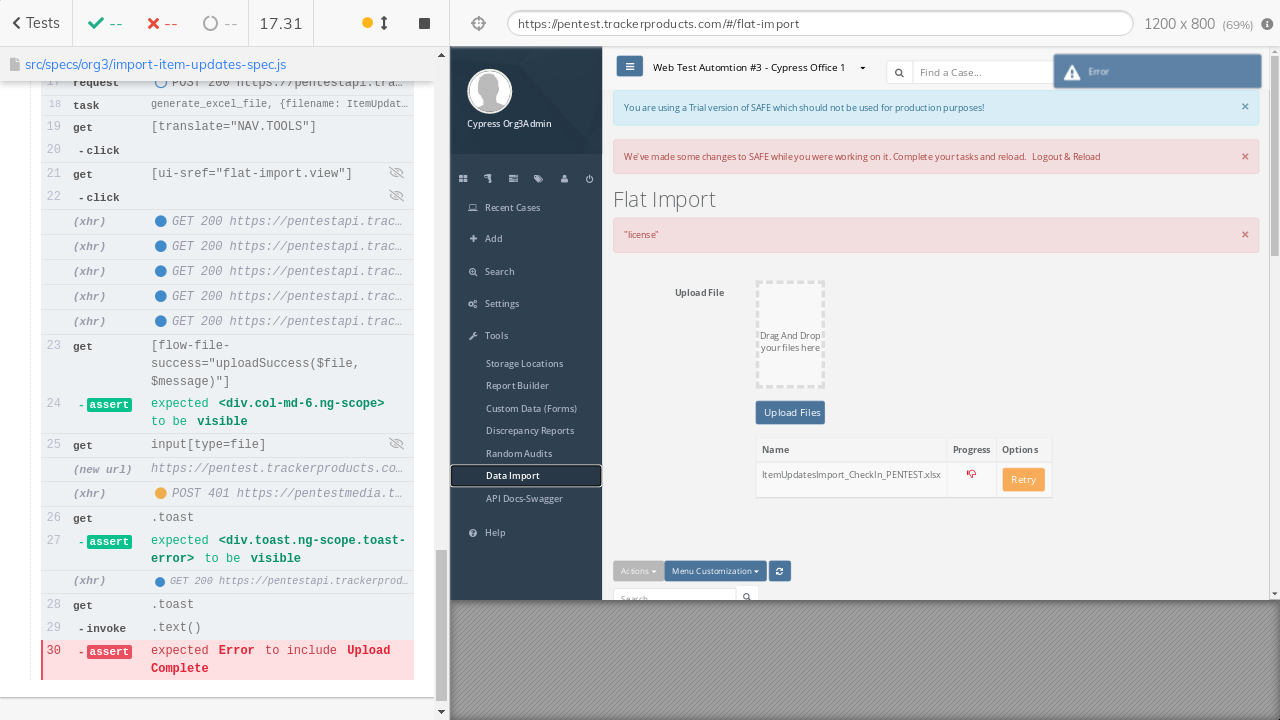 Tests
--
--
--
17.31
https://pentest.trackerproducts.com/#/flat-import
1200 x 800 (69%)
src/specs/org3/import-item-updates-spec.js
request
18 task generate_excel_file, {filename: ItemUpdat…
19 get [translate="NAV.TOOLS"]
20 -click
21 get [ui-sref="flat-import.view"]
22 -click
(xhr) GET 200 https://pentestapi.trac…
(xhr) GET 200 https://pentestapi.trac…
(xhr) GET 200 https://pentestapi.trac…
(xhr) GET 200 https://pentestapi.trac…
(xhr) GET 200 https://pentestapi.trac…
23 get [flow-file-
success="uploadSuccess($file,
$message)"]
24 -assert expected <div.col-md-6.ng-scope>
to be visible
25 get input[type=file]
(new url) https://pentest.trackerproducts.co…
(xhr) POST 401 https://pentestmedia.t…
26 get .toast
27 -assert expected <div.toast.ng-scope.toast-
error> to be visible
(xhr) GET 200 https://pentestapi.trackerprod…
28 get .toast
29 -invoke .text()
30 -assert expected Error to include Upload
Complete
Cypress Org3Admin
Recent Cases
Add
Search
Settings
Tools
Storage Locations
Report Builder
Custom Data (Forms)
Discrepancy Reports
Random Audits
Data Import
API Docs-Swagger
Help
Web Test Automtion #3 - Cypress Office 1
Find a Case...
Error
You are using a Trial version of SAFE which should not be used for production purposes! ×
We've made some changes to SAFE while you were working on it. Complete your tasks and reload. Logout & Reload ×
Flat Import
"license" ×
Upload File
Drag And Drop
your files here
Upload Files
Name Progress Options
ItemUpdatesImport_CheckIn_PENTEST.xlsx Retry
Actions Menu Customization
Search